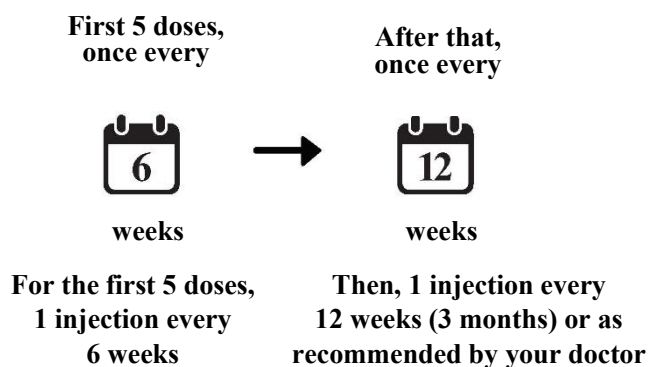 First 5 doses,
once every
6
weeks
For the first 5 doses,
1 injection every
6 weeks
After that,
once every
12
weeks
Then, 1 injection every
12 weeks (3 months) or as
recommended by your doctor